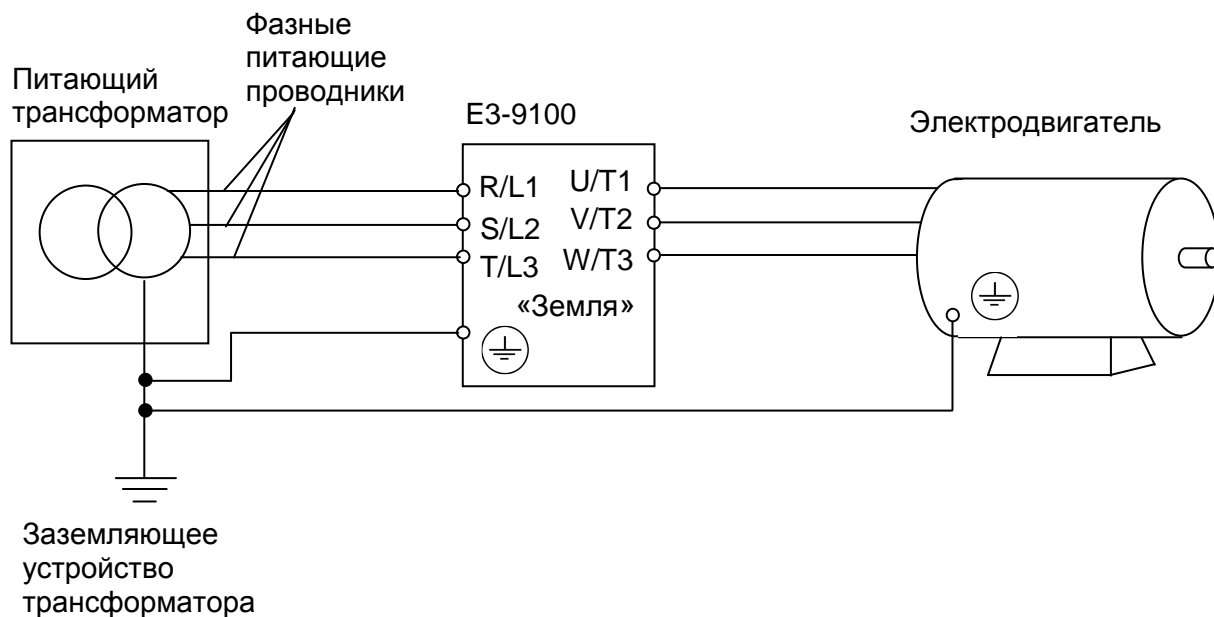 Фазные
питающие
проводники
Питающий
трансформатор
E3-9100
Электродвигатель
R/L1 U/T1
S/L2 V/T2
T/L3 W/T3
«Земля»
Заземляющее
устройство
трансформатора